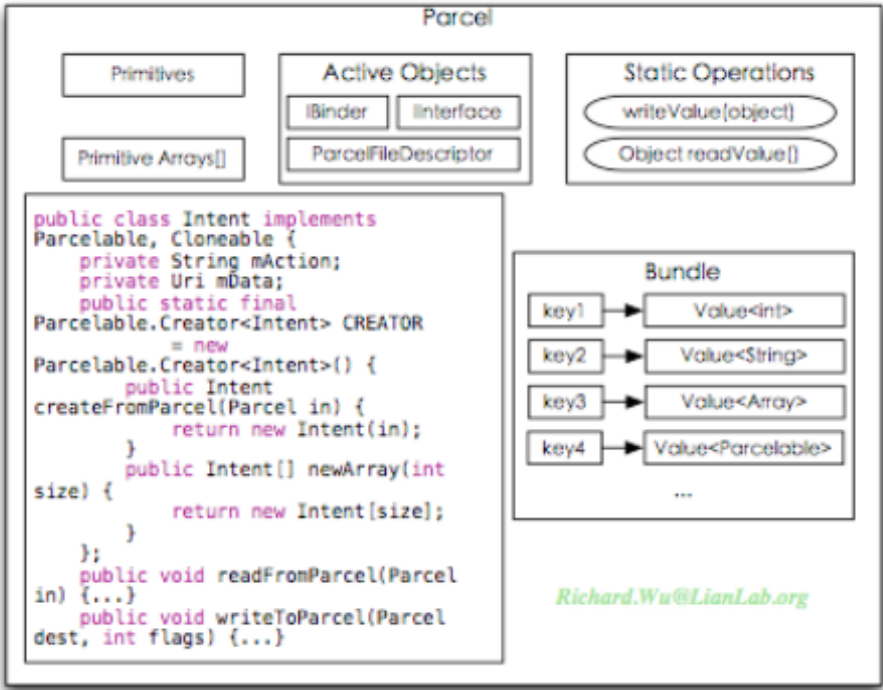 Parcel
Primitives
Primitive Arrays[]
Active Objects
IBinder
IInterface
ParcelFileDescriptor
Static Operations
writeValue(object)
Object readValue()
public class Intent implements
Parcelable, Cloneable {
private String mAction;
private Uri mData;
public static final
Parcelable.Creator<Intent> CREATOR
= new
Parcelable.Creator<Intent>() {
public Intent
createFromParcel(Parcel in) {
return new Intent(in);
}
public Intent[] newArray(int
size) {
return new Intent[size];
}
};
public void readFromParcel(Parcel
in) {...}
public void writeToParcel(Parcel
dest, int flags) {...}
Bundle
key1
Value<int>
key2
Value<String>
key3
Value<Array>
key4
Value<Parcelable>
...
Richard.Wu@LianLab.org